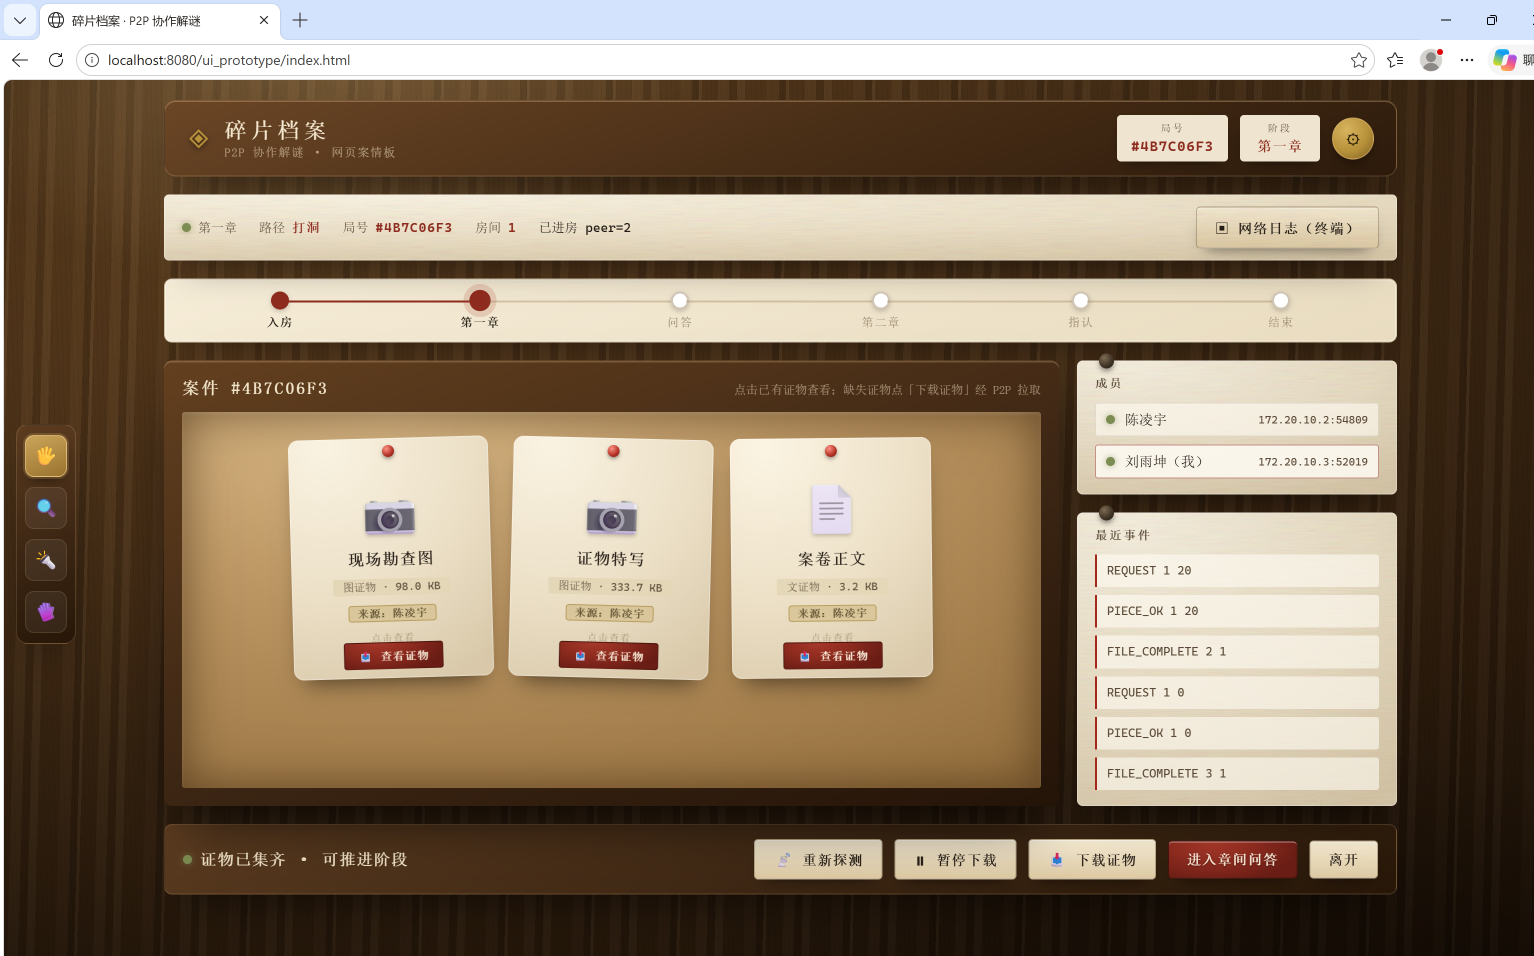 碎片档案 · P2P 协作解谜
localhost:8080/ui_prototype/index.html
聊
碎片档案
P2P 协作解谜 • 网页案情板
局号
#4B7C06F3
阶段
第一章
第一章 路径 打洞 局号 #4B7C06F3 房间 1 已进房 peer=2
网络日志（终端）
入房
第一章
问答
第二章
指认
结束
案件 #4B7C06F3
点击已有证物查看；缺失证物点「下载证物」经 P2P 拉取
现场勘查图
图证物 · 98.0 KB
来源：陈凌宇
点击查看
查看证物
证物特写
图证物 · 333.7 KB
来源：陈凌宇
点击查看
查看证物
案卷正文
文证物 · 3.2 KB
来源：陈凌宇
点击查看
查看证物
成员
陈凌宇 172.20.10.2:54809
刘雨坤（我） 172.20.10.3:52019
最近事件
REQUEST 1 20
PIECE_OK 1 20
FILE_COMPLETE 2 1
REQUEST 1 0
PIECE_OK 1 0
FILE_COMPLETE 3 1
证物已集齐 • 可推进阶段
重新探测
暂停下载
下载证物
进入章间问答
离开